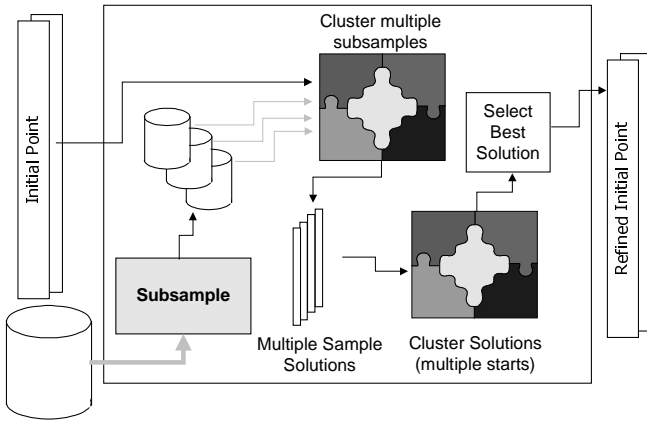 Cluster multiple
subsamples
Initial Point
Select
Best
Solution
Refined Initial Point
Subsample
Multiple Sample
Solutions
Cluster Solutions
(multiple starts)